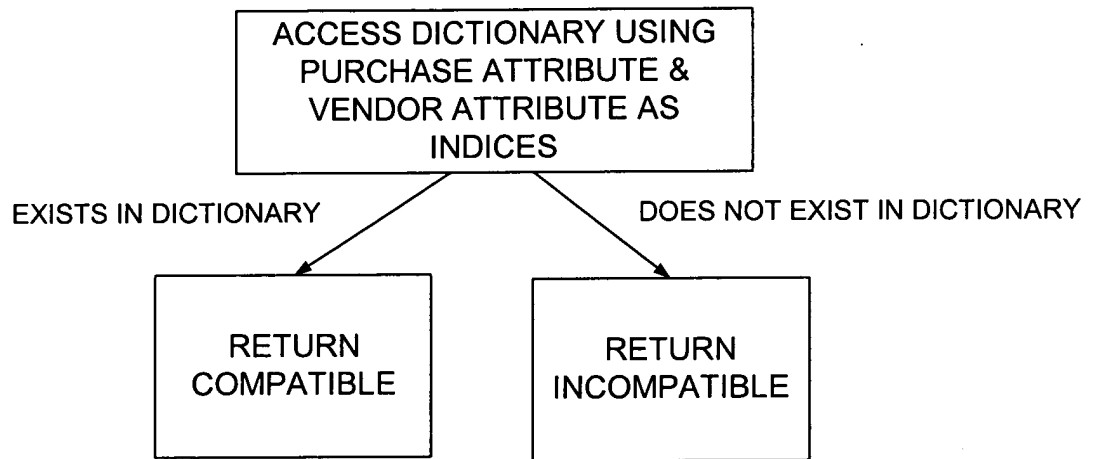 ACCESS DICTIONARY USING
PURCHASE ATTRIBUTE &
VENDOR ATTRIBUTE AS
INDICES
EXISTS IN DICTIONARY
DOES NOT EXIST IN DICTIONARY
RETURN
COMPATIBLE
RETURN
INCOMPATIBLE